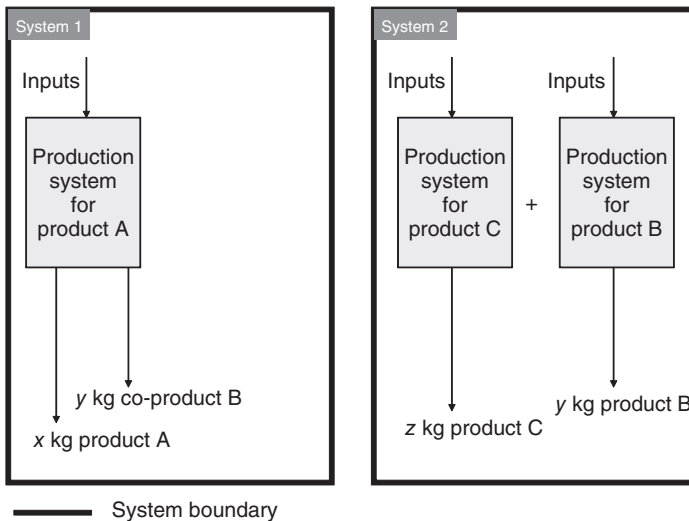 System 1
Inputs
Production
system
for
product A
y kg co-product B
x kg product A
System 2
Inputs
Inputs
Production
system
for
product C
+
Production
system
for
product B
z kg product C
y kg product B
System boundary